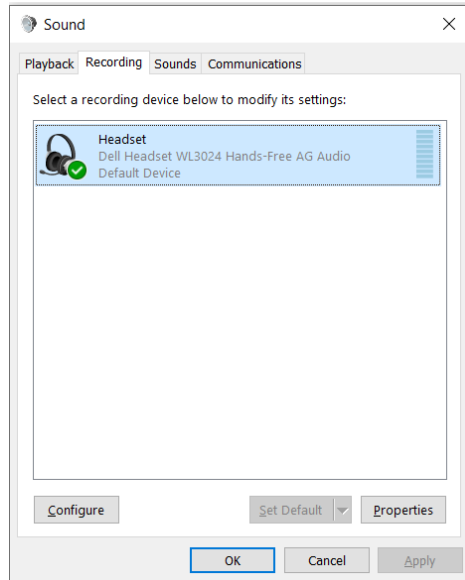 Sound
Playback Recording Sounds Communications
Select a recording device below to modify its settings:
Headset
Dell Headset WL3024 Hands-Free AG Audio
Default Device
Configure Set Default Properties
OK Cancel Apply